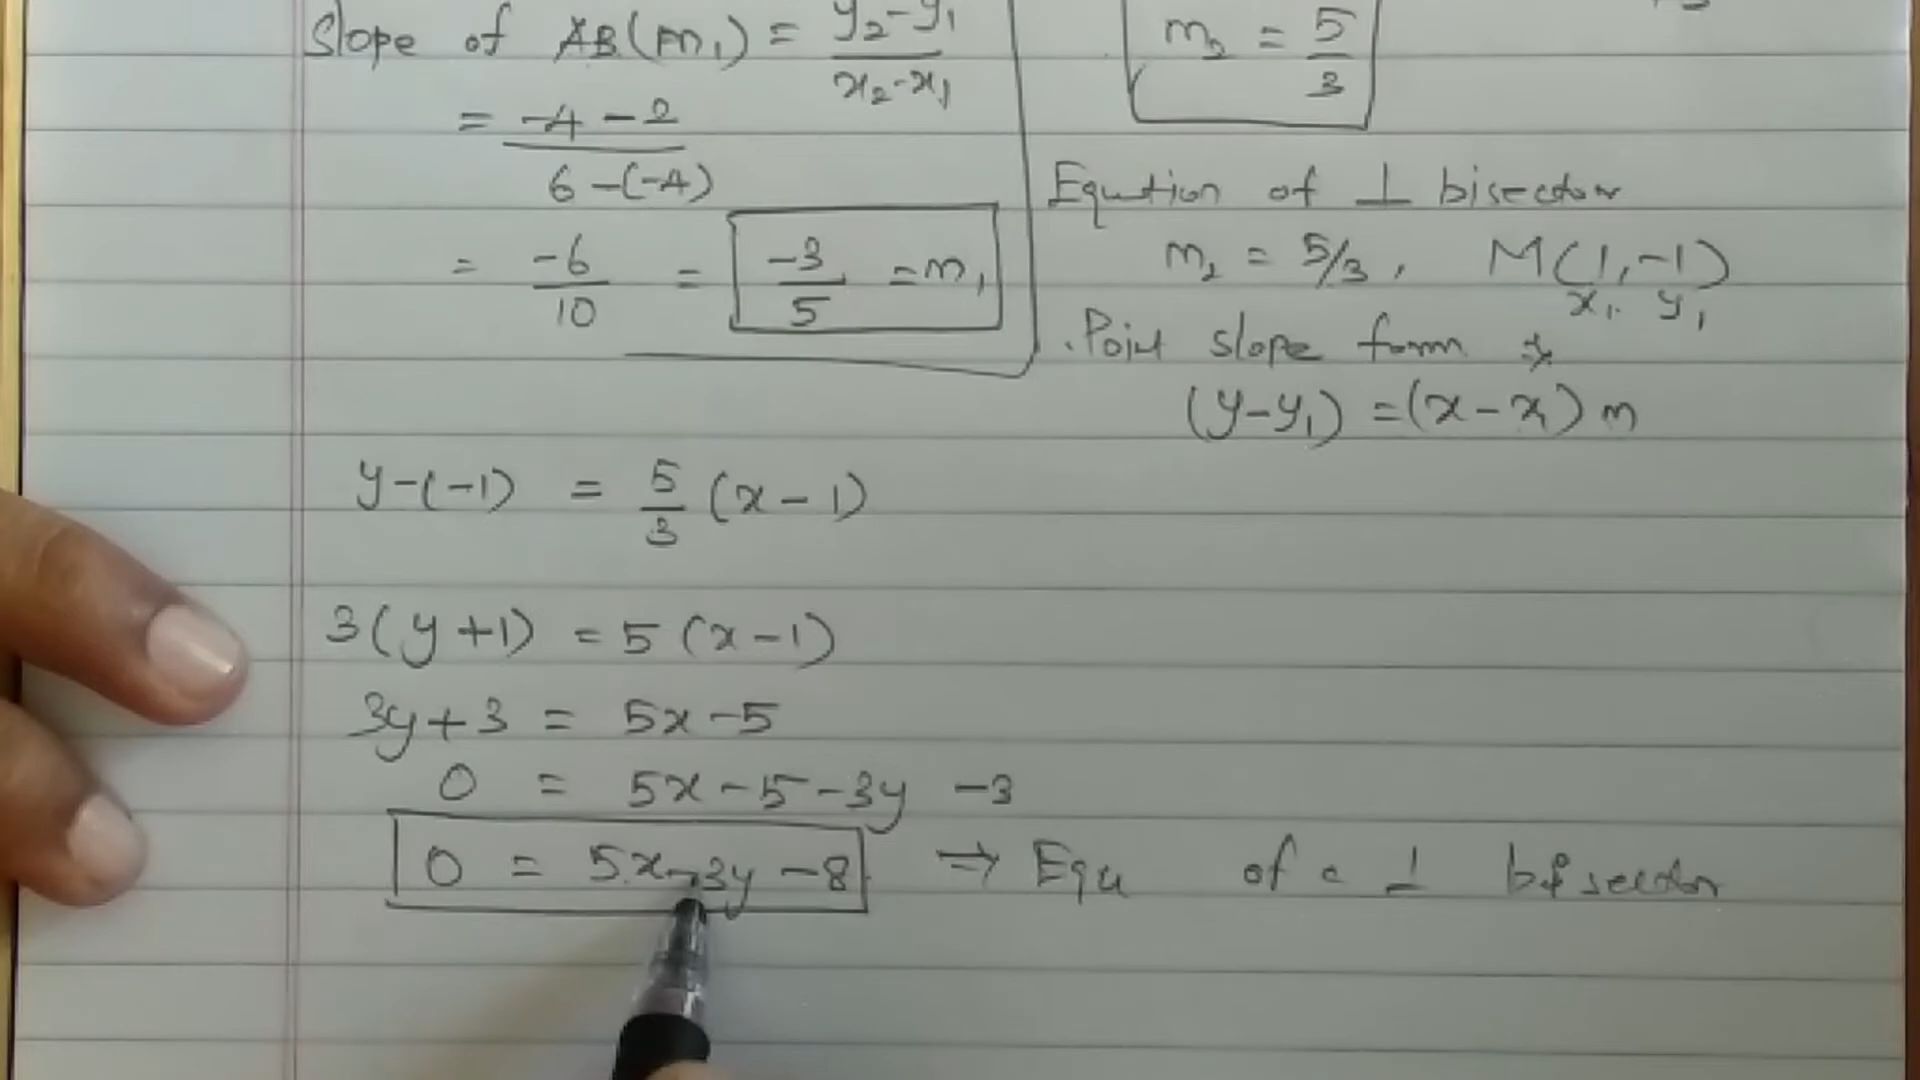 Slope of AB(m₁) = y₂-y₁ / x₂-x₁
= -4 - 2 / 6 -(-4)
= -6/10 = -3/5 = m₁
m₂ = 5/3
Eqution of ⊥ bisector
m₂ = 5/3, M(1,-1)
x₁ y₁
Point slope form ⇒
(y-y₁) = (x-x₁) m
y-(-1) = 5/3 (x-1)
3(y+1) = 5(x-1)
3y+3 = 5x-5
0 = 5x-5-3y -3
0 = 5x-3y-8 ⇒ Equ of a ⊥ bisector